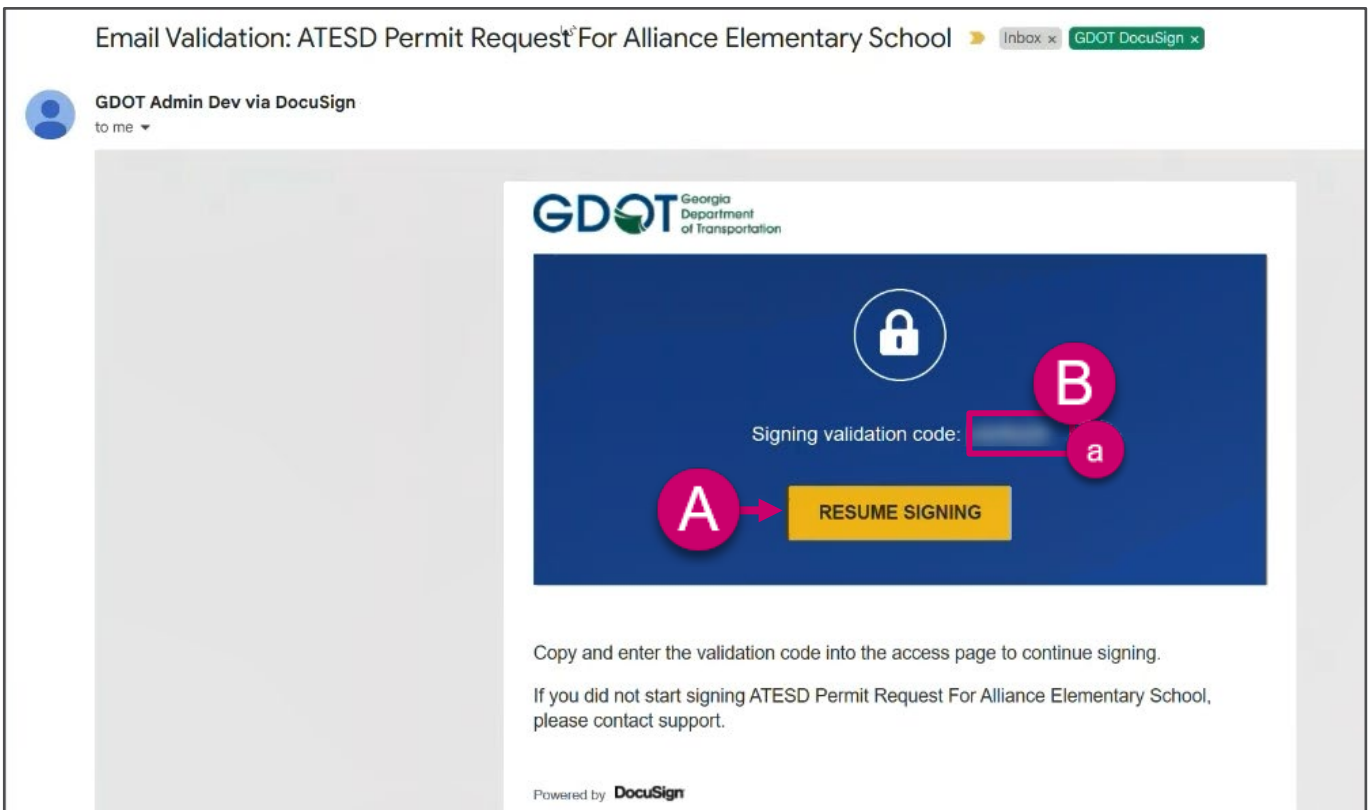 Email Validation: ATESD Permit Request For Alliance Elementary School Inbox x GDOT DocuSign x
GDOT Admin Dev via DocuSign
to me
GDOT Georgia
Department
of Transportation
B
Signing validation code:
a
A RESUME SIGNING
Copy and enter the validation code into the access page to continue signing.
If you did not start signing ATESD Permit Request For Alliance Elementary School,
please contact support.
Powered by DocuSign